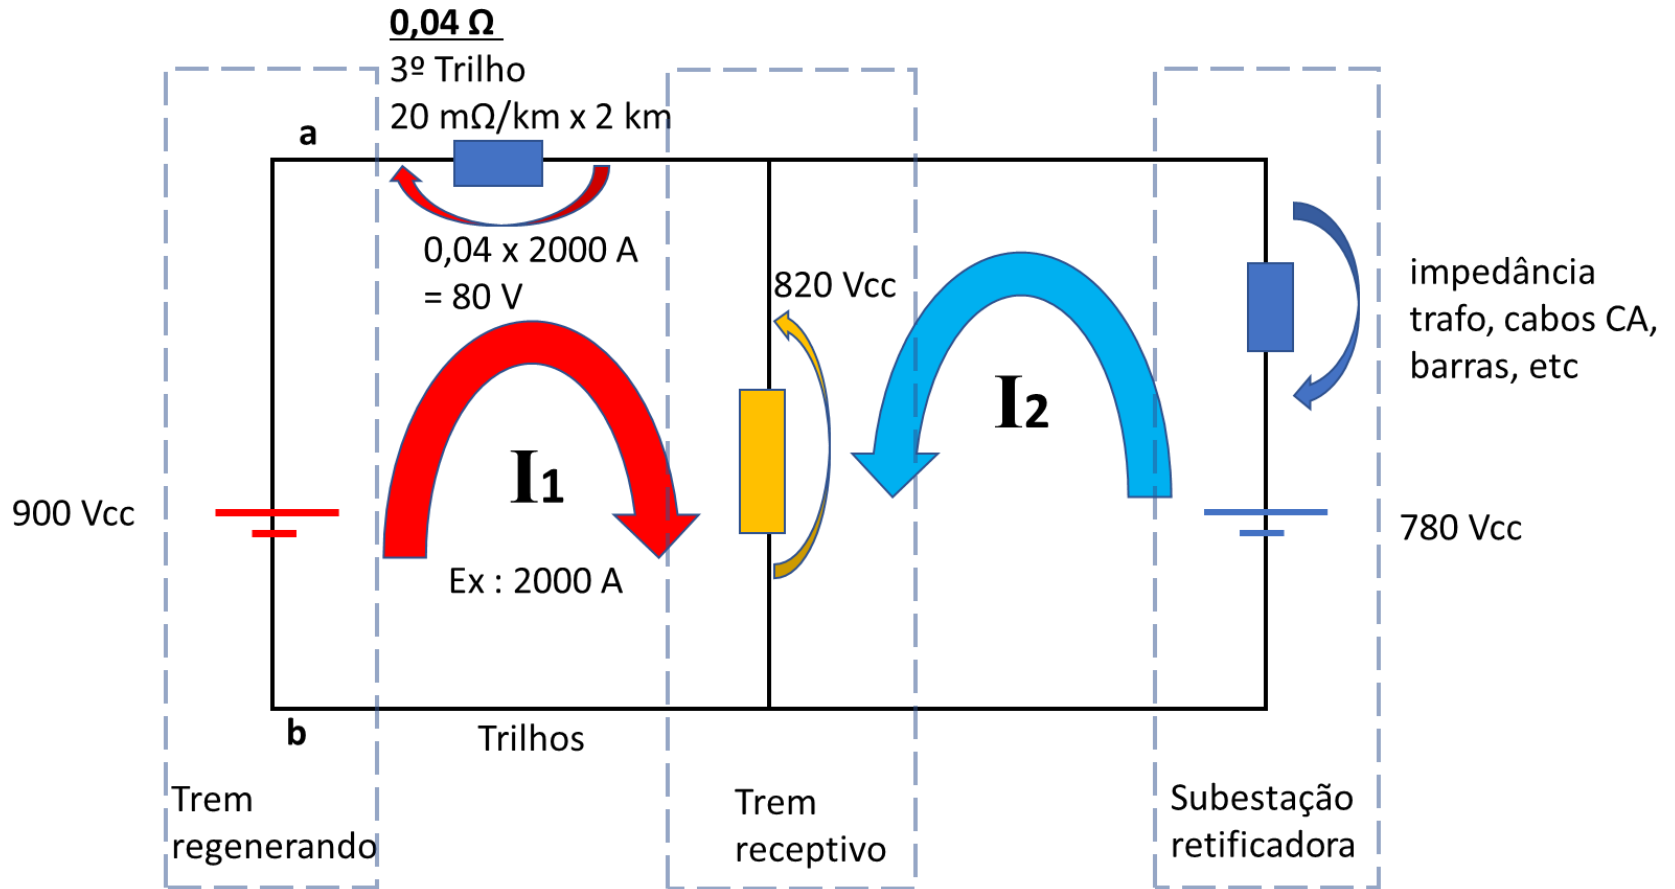 0,04 Ω
3º Trilho
20 mΩ/km x 2 km
a
0,04 x 2000 A
= 80 V
820 Vcc
impedância
trafo, cabos CA,
barras, etc
I2
I1
900 Vcc
780 Vcc
Ex : 2000 A
b
Trilhos
Trem
regenerando
Trem
receptivo
Subestação
retificadora